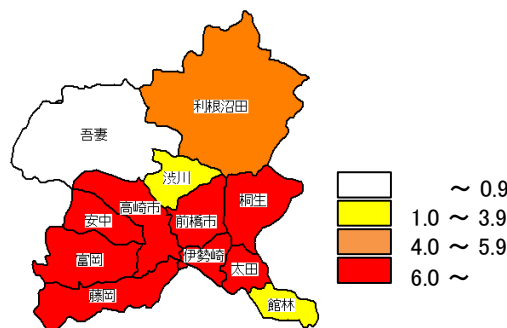 利根沼田
吾妻
渋川
高崎市
桐生
安中
前橋市
富岡
伊勢崎
太田
藤岡
館林
～ 0.9
1.0 ～ 3.9
4.0 ～ 5.9
6.0 ～